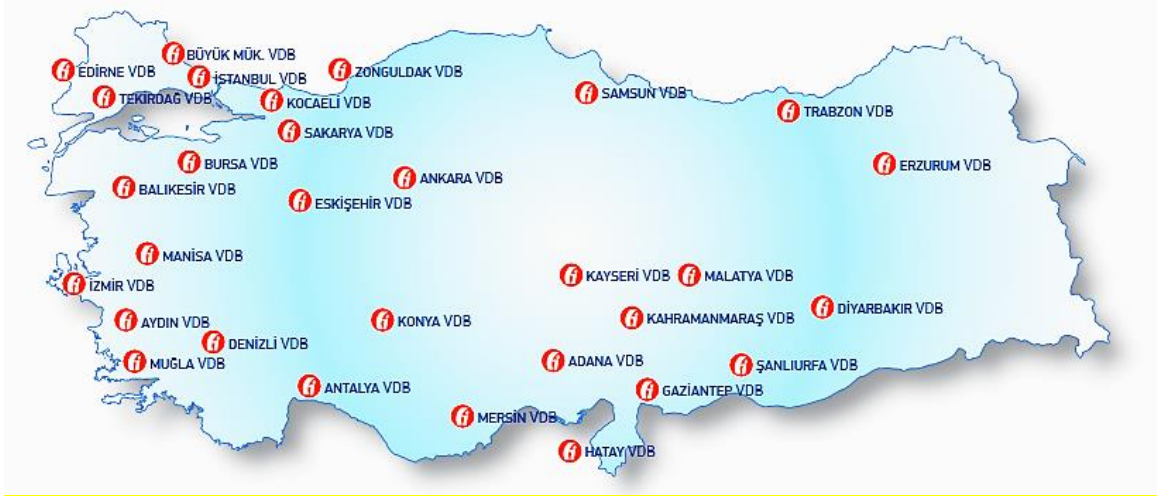 BÜYÜK MÜK. VDB
EDİRNE VDB
İSTANBUL VDB
ZONGULDAK VDB
TEKİRDAĞ VDB
KOCAELİ VDB
SAMSUN VDB
TRABZON VDB
SAKARYA VDB
BURSA VDB
ERZURUM VDB
ANKARA VDB
BALIKESİR VDB
ESKİŞEHİR VDB
MANİSA VDB
KAYSERİ VDB
MALATYA VDB
İZMİR VDB
DİYARBAKIR VDB
AYDIN VDB
KONYA VDB
KAHRAMANMARAŞ VDB
DENİZLİ VDB
MUĞLA VDB
ADANA VDB
ŞANLIURFA VDB
ANTALYA VDB
GAZİANTEP VDB
MERSİN VDB
HATAY VDB